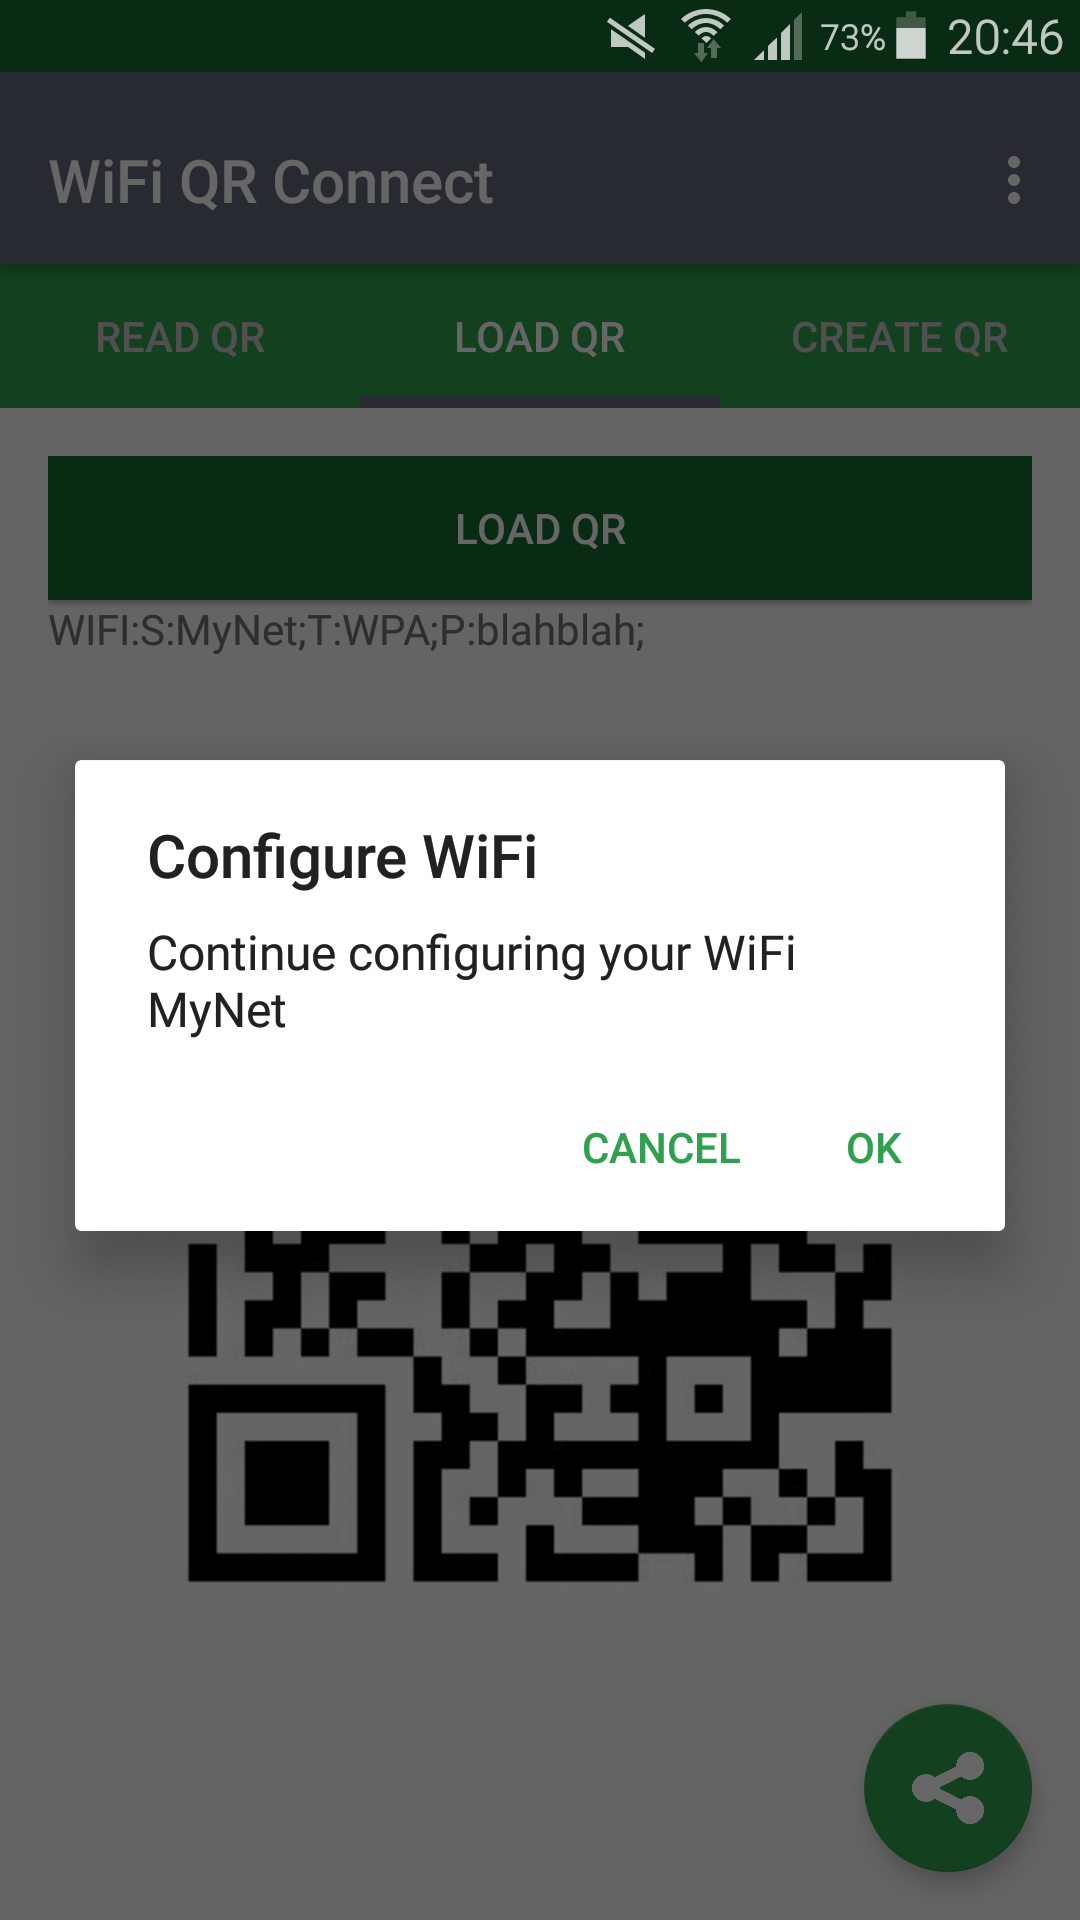 73% 20:46
WiFi QR Connect
READ QR LOAD QR CREATE QR
LOAD QR
WIFI:S:MyNet;T:WPA;P:blahblah;
Configure WiFi
Continue configuring your WiFi
MyNet
CANCEL OK